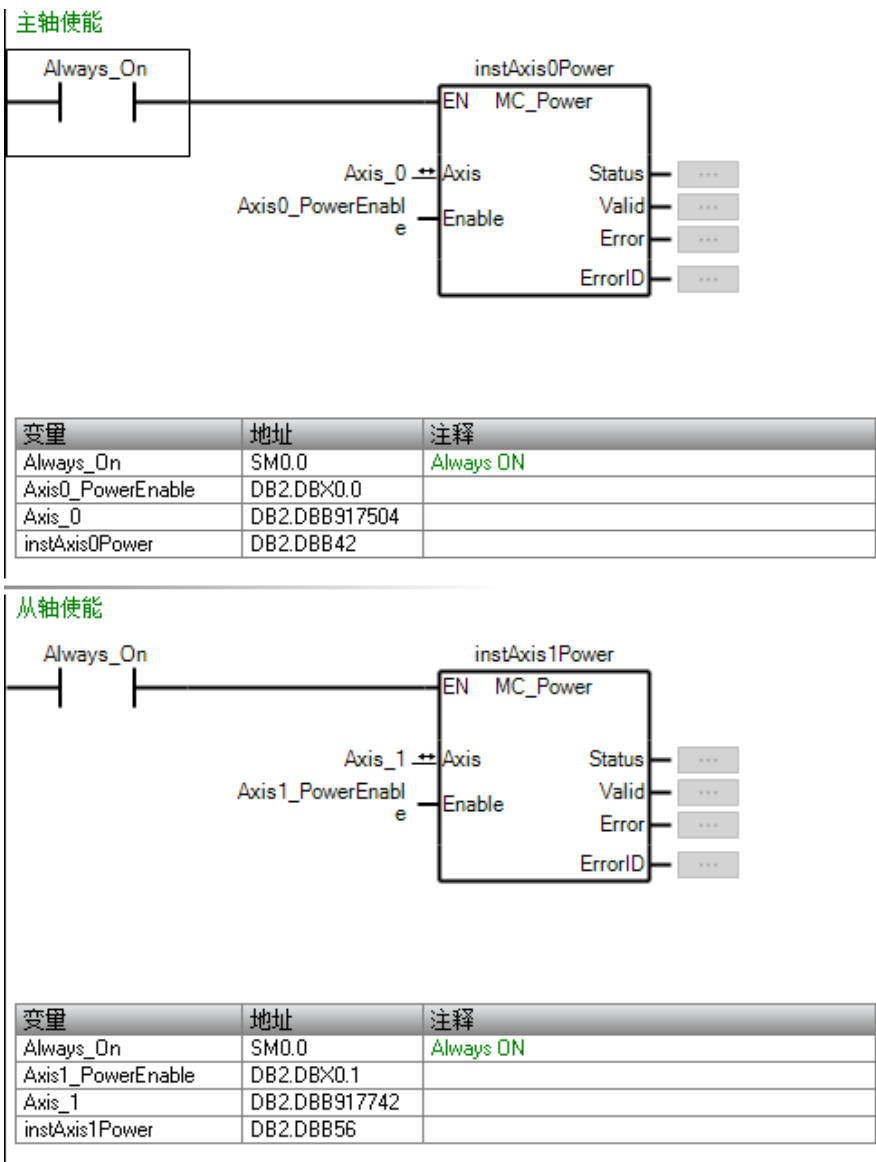 主轴使能
Always_On
instAxis0Power
EN MC_Power
Axis_0 Axis Status
Axis0_PowerEnabl
e Enable Valid
Error
ErrorID
变量 地址 注释
Always_On SM0.0 Always ON
Axis0_PowerEnable DB2.DBX0.0
Axis_0 DB2.DBB917504
instAxis0Power DB2.DBB42
从轴使能
Always_On
instAxis1Power
EN MC_Power
Axis_1 Axis Status
Axis1_PowerEnabl
e Enable Valid
Error
ErrorID
变量 地址 注释
Always_On SM0.0 Always ON
Axis1_PowerEnable DB2.DBX0.1
Axis_1 DB2.DBB917742
instAxis1Power DB2.DBB56